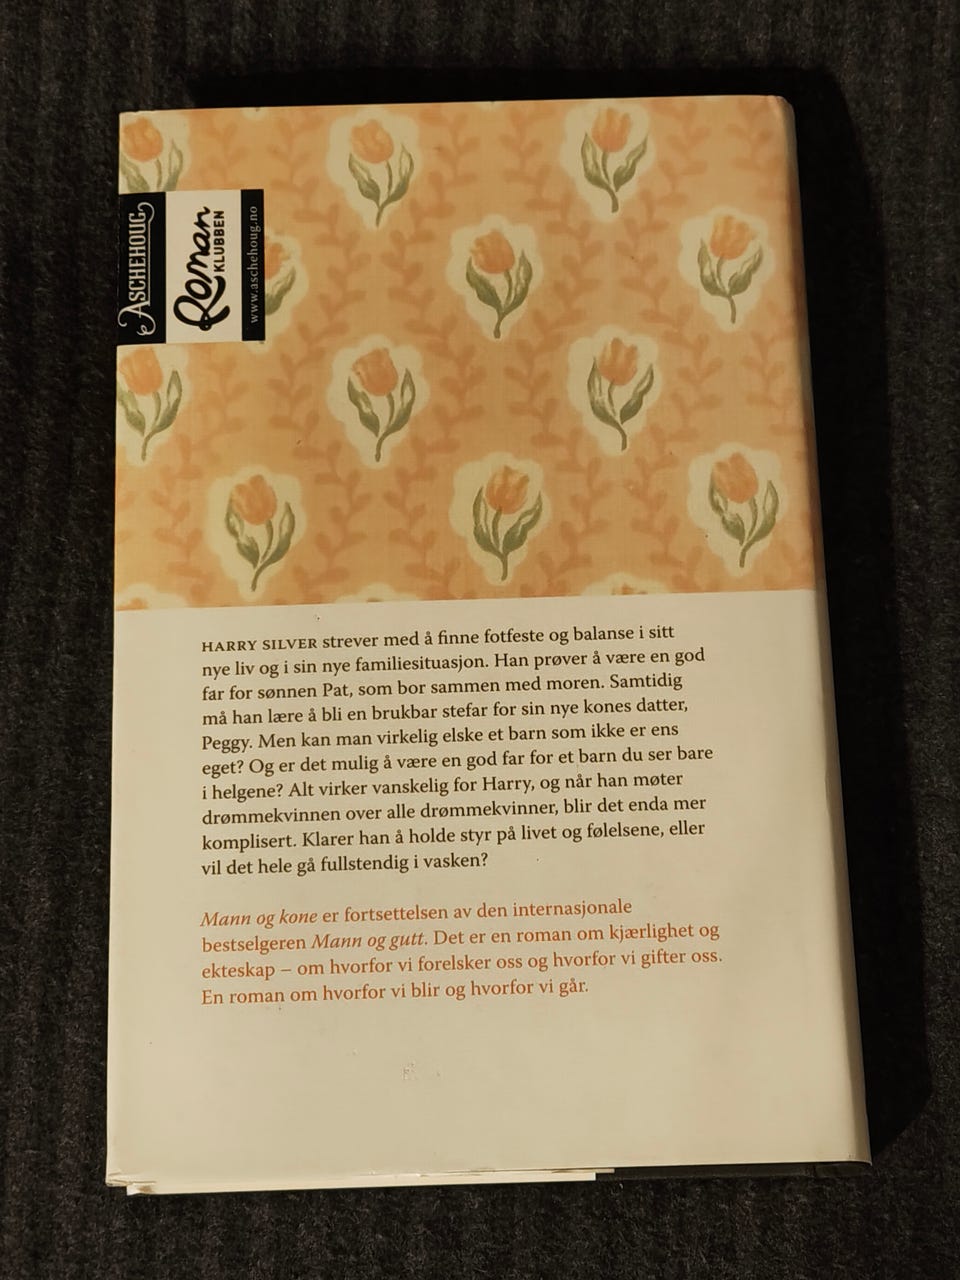 ASCHEHOUG
Roman
KLUBBEN
www.aschehoug.no
HARRY SILVER strever med å finne fotfeste og balanse i sitt
nye liv og i sin nye familiesituasjon. Han prøver å være en god
far for sønnen Pat, som bor sammen med moren. Samtidig
må han lære å bli en brukbar stefar for sin nye kones datter,
Peggy. Men kan man virkelig elske et barn som ikke er ens
eget? Og er det mulig å være en god far for et barn du ser bare
i helgene? Alt virker vanskelig for Harry, og når han møter
drømmekvinnen over alle drømmekvinner, blir det enda mer
komplisert. Klarer han å holde styr på livet og følelsene, eller
vil det hele gå fullstendig i vasken?
Mann og kone er fortsettelsen av den internasjonale
bestselgeren Mann og gutt. Det er en roman om kjærlighet og
ekteskap – om hvorfor vi forelsker oss og hvorfor vi gifter oss.
En roman om hvorfor vi blir og hvorfor vi går.